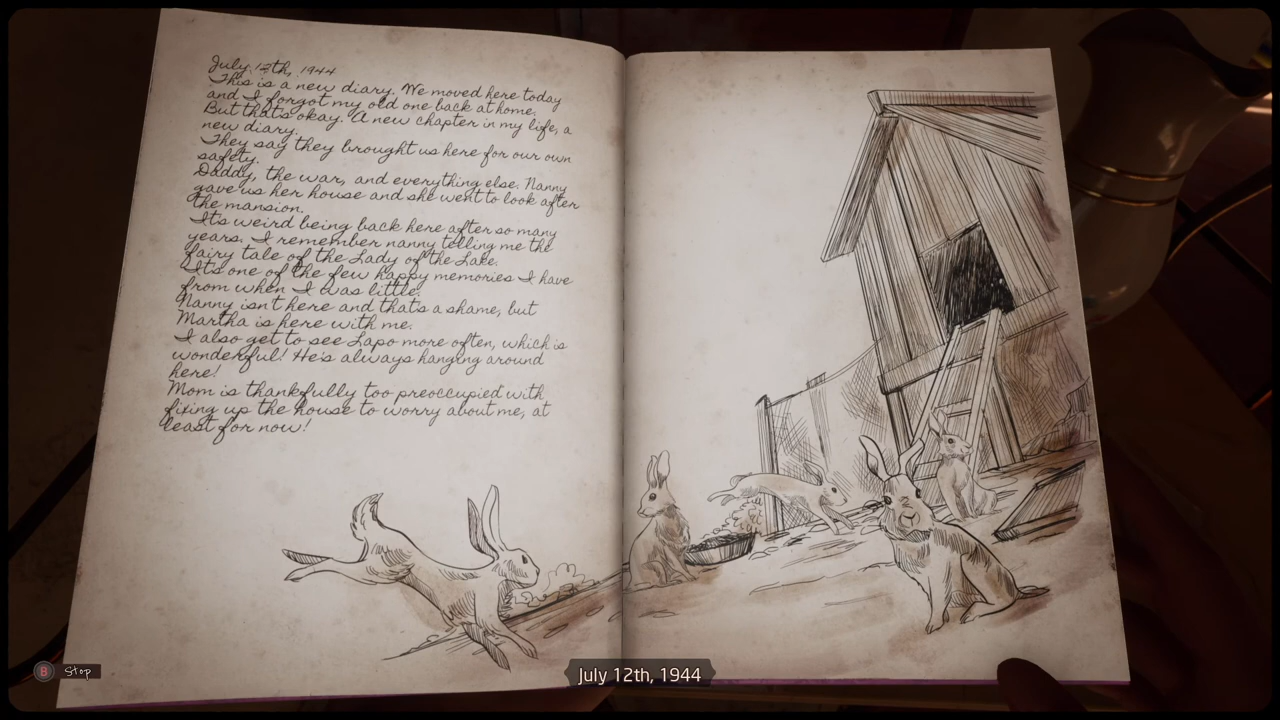 July 12th, 1944
This is a new diary. We moved here today
and I forgot my old one back at home.
But that's okay. A new chapter in my life, a
new diary.
They say they brought us here for our own
safety.
Daddy, the war, and everything else. Nanny
gave us her house and she went to look after
the mansion.
It's weird being back here after so many
years. I remember nanny telling me the
fairy tale of the Lady of the Lake.
It's one of the few happy memories I have
from when I was little.
Nanny isn't here and that's a shame, but
Martha is here with me.
I also get to see Lapo more often, which is
wonderful! He's always hanging around
here!
Mom is thankfully too preoccupied with
fixing up the house to worry about me, at
least for now!
B Stop
July 12th, 1944